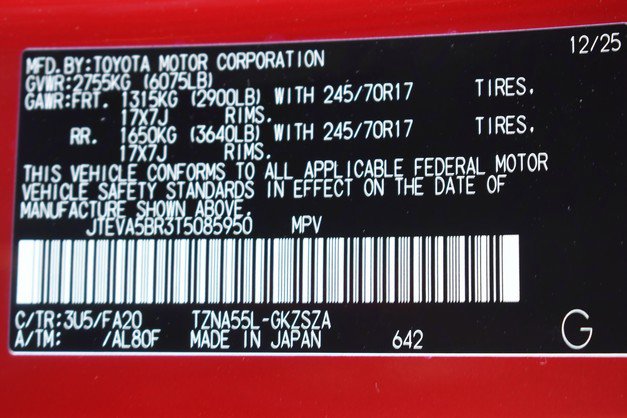 12/25
MFD.BY:TOYOTA MOTOR CORPORATION
GVWR:2755KG (6075LB)
GAWR:FRT. 1315KG (2900LB) WITH 245/70R17 TIRES,
17X7J RIMS.
RR. 1650KG (3640LB) WITH 245/70R17 TIRES,
17X7J RIMS.
THIS VEHICLE CONFORMS TO ALL APPLICABLE FEDERAL MOTOR
VEHICLE SAFETY STANDARDS IN EFFECT ON THE DATE OF
MANUFACTURE SHOWN ABOVE.
JTEVA5BR3T5085950 MPV
C/TR:3U5/FA20 TZNA55L-GKZSZA
A/TM: /AL80F MADE IN JAPAN 642
G